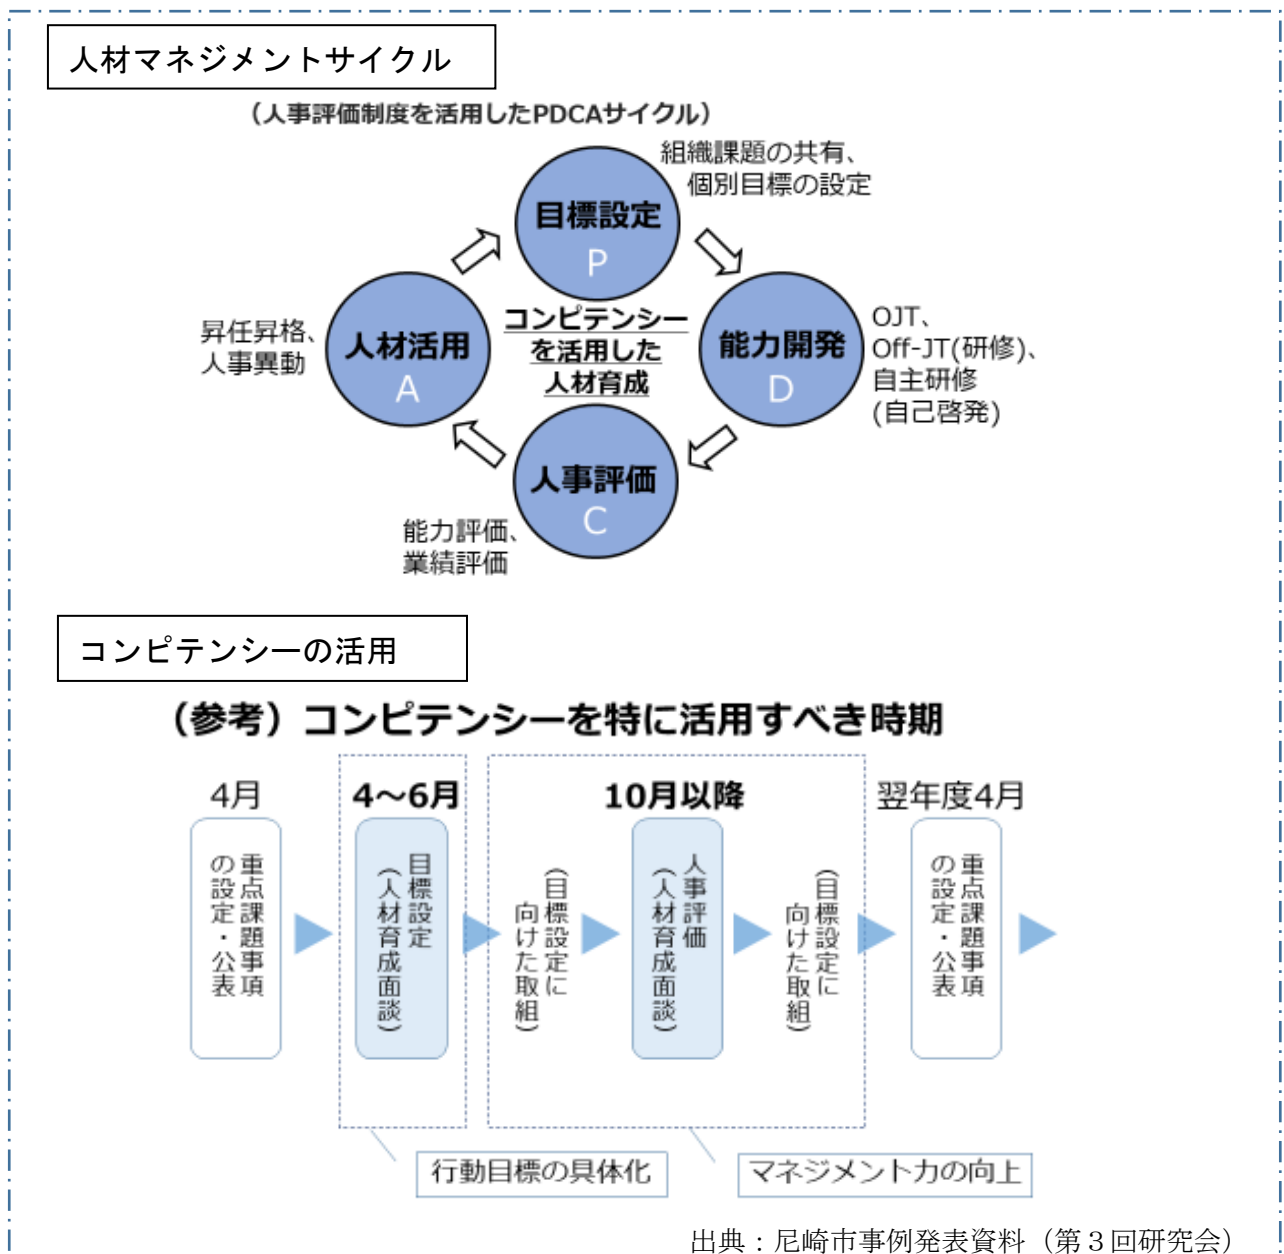 人材マネジメントサイクル
（人事評価制度を活用したPDCAサイクル）
組織課題の共有、
個別目標の設定
目標設定
P
コンピテンシー
を活用した
人材育成
昇任昇格、
人事異動
人材活用
A
能力開発
D
OJT、
Off-JT(研修)、
自主研修
(自己啓発)
人事評価
C
能力評価、
業績評価
コンピテンシーの活用
（参考）コンピテンシーを特に活用すべき時期
4月
4～6月
10月以降
翌年度4月
重点課題事項
の設定・公表
目標設定
（人材育成面談）
（目標設定に
向けた取組）
人事評価
（人材育成面談）
（目標設定に
向けた取組）
重点課題事項
の設定・公表
行動目標の具体化
マネジメント力の向上
出典：尼崎市事例発表資料（第３回研究会）